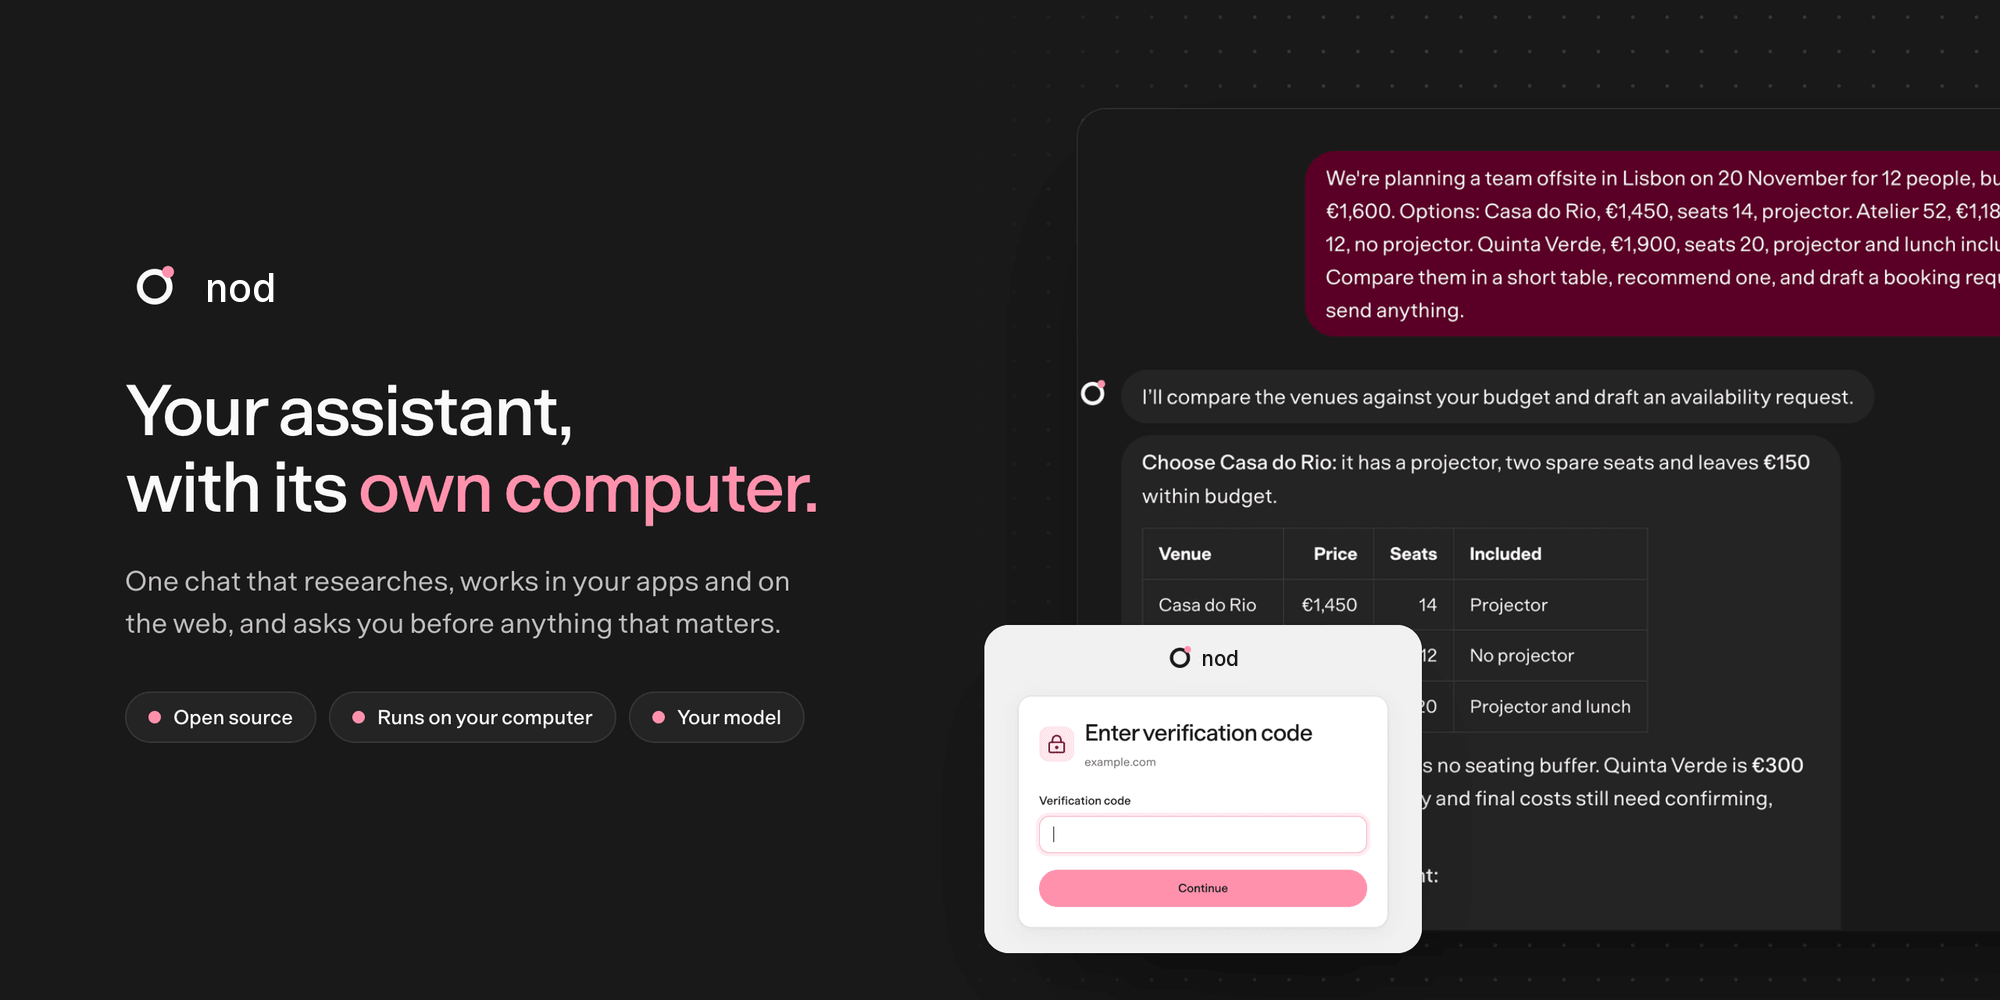 nod
Your assistant,
with its own computer.
One chat that researches, works in your apps and on
the web, and asks you before anything that matters.
Open source
Runs on your computer
Your model
We're planning a team offsite in Lisbon on 20 November for 12 people, bu
€1,600. Options: Casa do Rio, €1,450, seats 14, projector. Atelier 52, €1,18
12, no projector. Quinta Verde, €1,900, seats 20, projector and lunch inclu
Compare them in a short table, recommend one, and draft a booking requ
send anything.
I'll compare the venues against your budget and draft an availability request.
Choose Casa do Rio: it has a projector, two spare seats and leaves €150
within budget.
Venue Price Seats Included
Casa do Rio €1,450 14 Projector
12 No projector
20 Projector and lunch
s no seating buffer. Quinta Verde is €300
y and final costs still need confirming,
nt:
nod
Enter verification code
example.com
Verification code
Continue